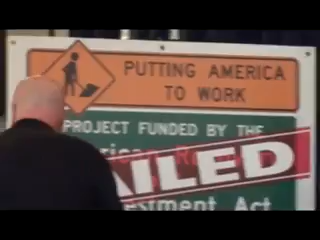 PUTTING AMERICA
TO WORK
PROJECT FUNDED BY THE
AILED
estment Act